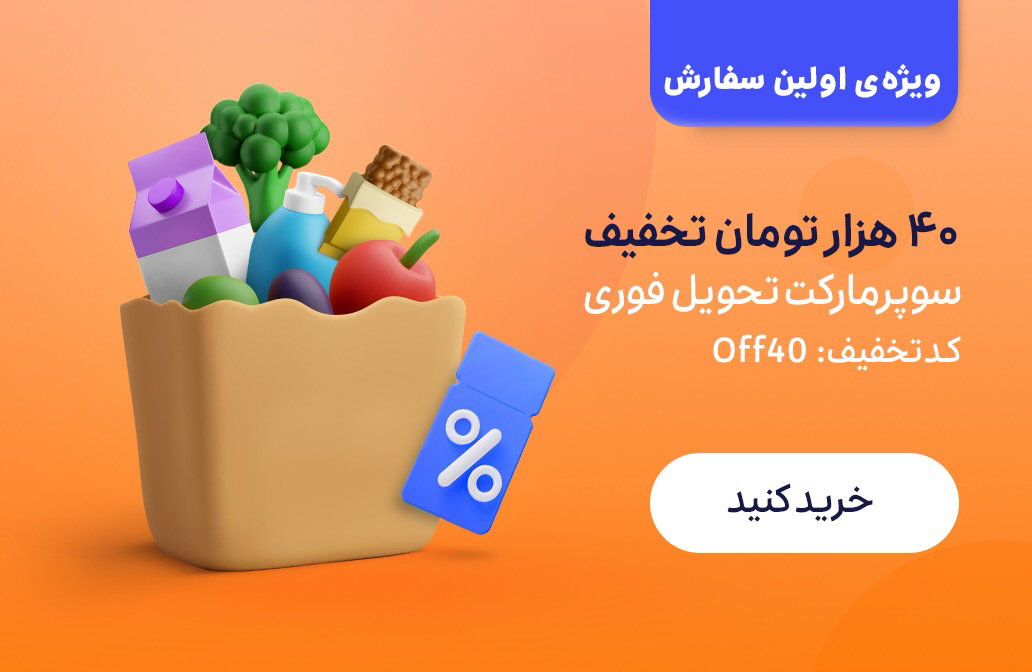 ویژه‌ی اولین سفارش
۴۰ هزار تومان تخفیف
سوپرمارکت تحویل فوری
کد تخفیف: Off40
%
خرید کنید